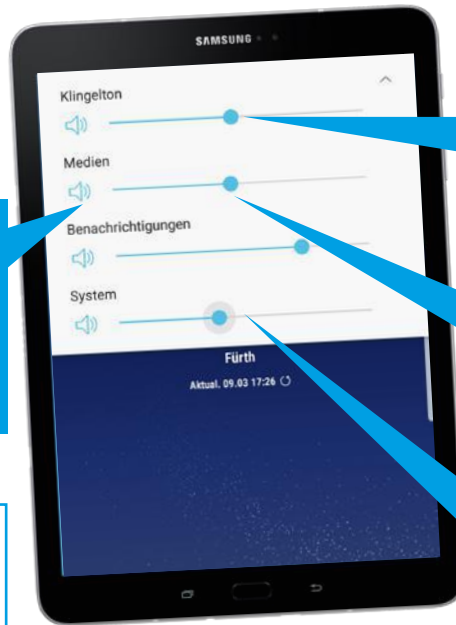 SAMSUNG
Klingelton
Medien
Benachrichtigungen
System
Fürth
Aktual. 09.03 17:26